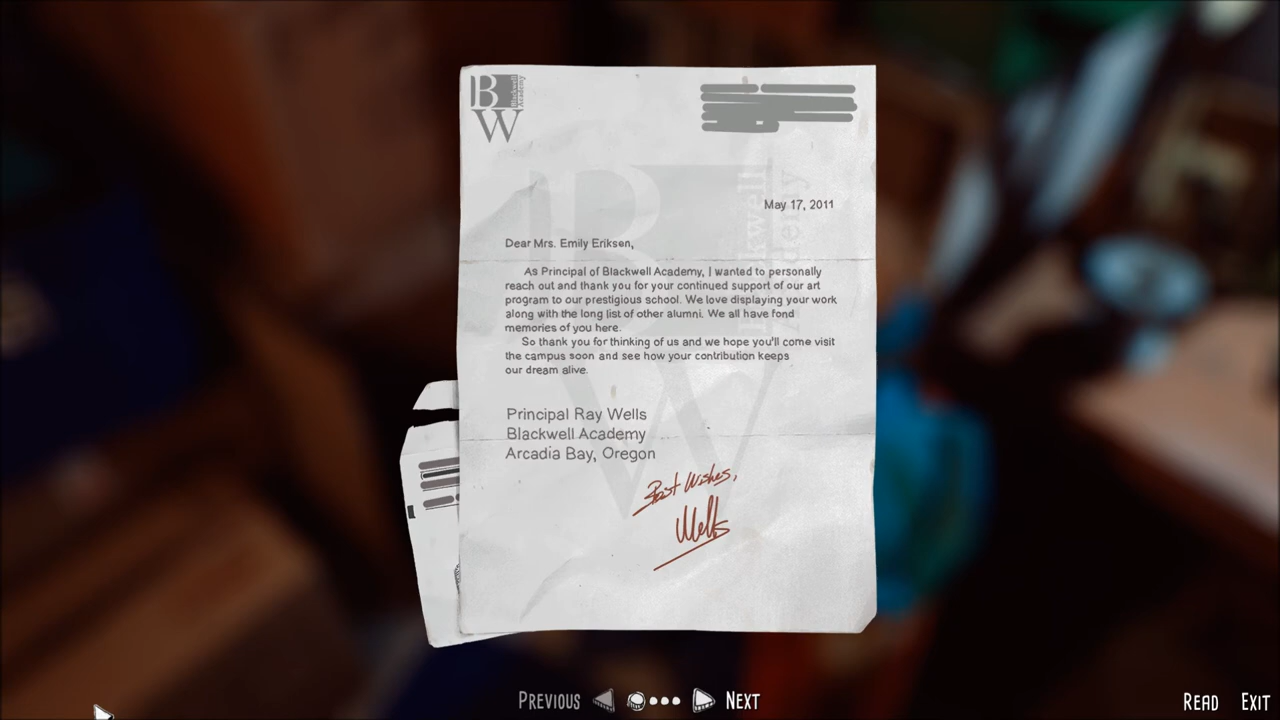 B
Blackwell
Academy
W
May 17, 2011
Dear Mrs. Emily Eriksen,
As Principal of Blackwell Academy, I wanted to personally
reach out and thank you for your continued support of our art
program to our prestigious school. We love displaying your work
along with the long list of other alumni. We all have fond
memories of you here.
So thank you for thinking of us and we hope you'll come visit
the campus soon and see how your contribution keeps
our dream alive.
Principal Ray Wells
Blackwell Academy
Arcadia Bay, Oregon
Best Wishes,
Wells
PREVIOUS
NEXT
READ
EXIT